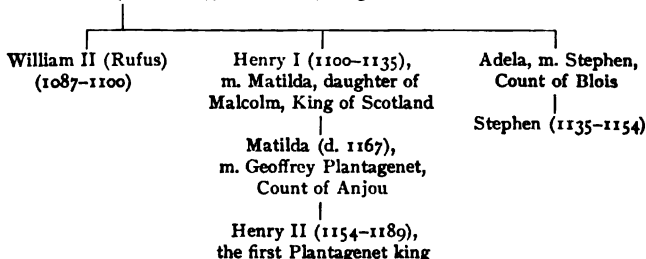 William II (Rufus)
(1087–1100)
Henry I (1100–1135),
m. Matilda, daughter of
Malcolm, King of Scotland
Adela, m. Stephen,
Count of Blois
Stephen (1135–1154)
Matilda (d. 1167),
m. Geoffrey Plantagenet,
Count of Anjou
Henry II (1154–1189),
the first Plantagenet king